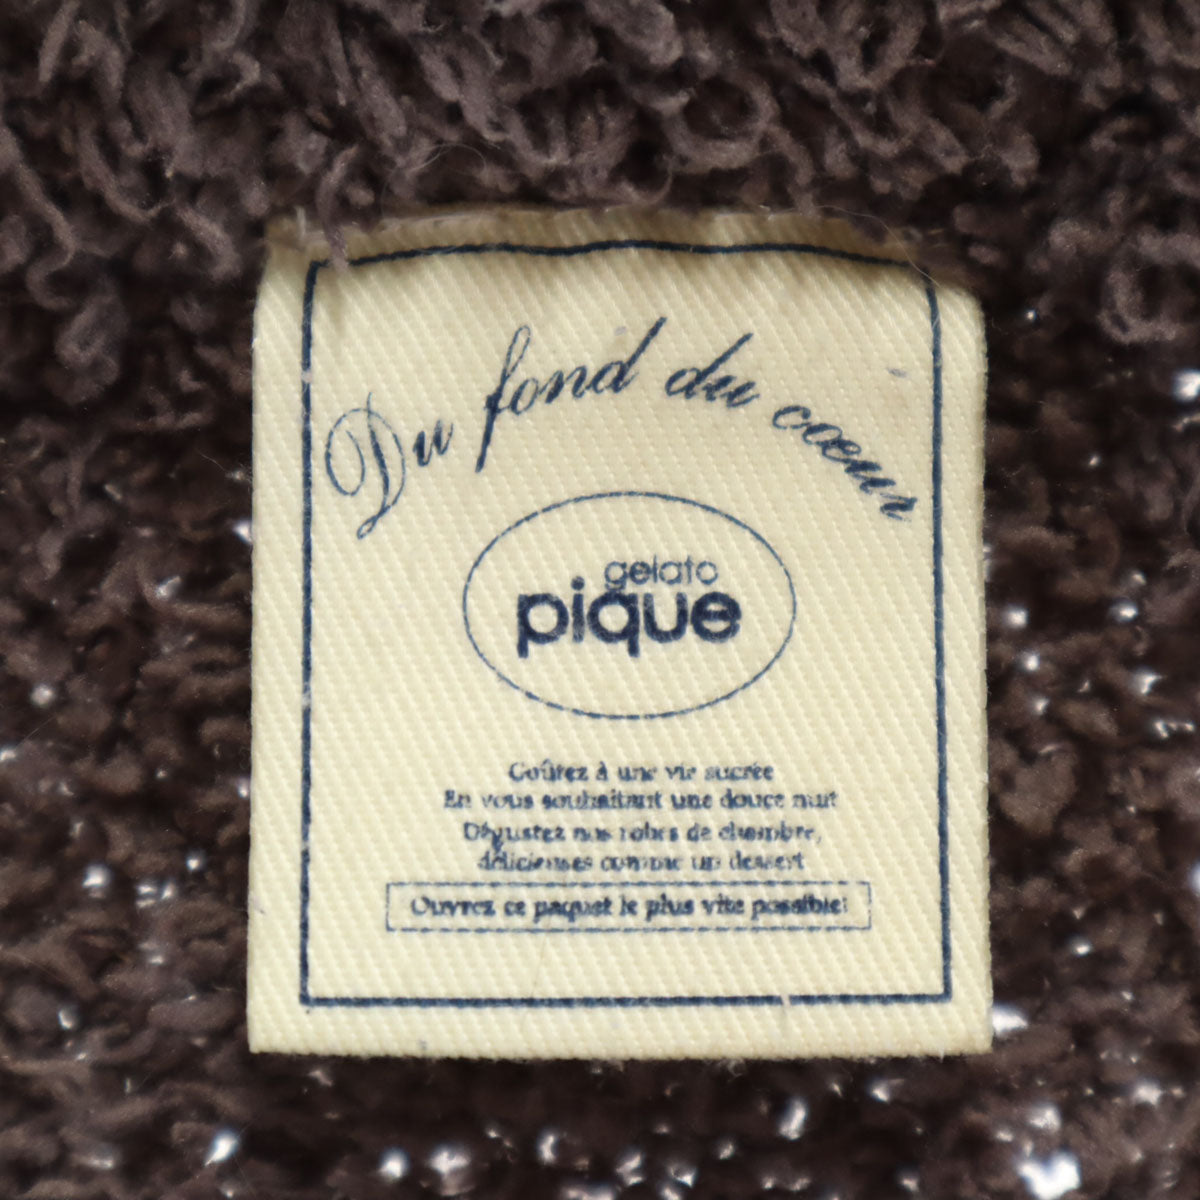 Du fond du coeur
gelato
pique
Goûtez à une vie sucrée
En vous souhaitant une douce nuit
Dégustez nos robes de chambre,
délicieuses comme un dessert
Ouvrez ce paquet le plus vite possible!